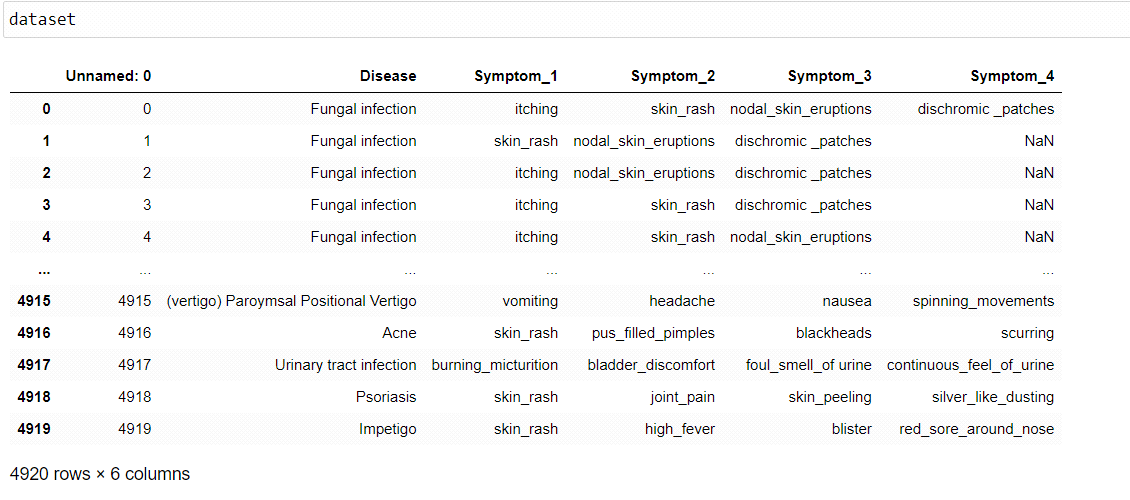 dataset
Unnamed: 0 Disease Symptom_1 Symptom_2 Symptom_3 Symptom_4
0 0 Fungal infection itching skin_rash nodal_skin_eruptions dischromic _patches
1 1 Fungal infection skin_rash nodal_skin_eruptions dischromic _patches NaN
2 2 Fungal infection itching nodal_skin_eruptions dischromic _patches NaN
3 3 Fungal infection itching skin_rash dischromic _patches NaN
4 4 Fungal infection itching skin_rash nodal_skin_eruptions NaN
... ... ... ... ... ... ...
4915 4915 (vertigo) Paroymsal Positional Vertigo vomiting headache nausea spinning_movements
4916 4916 Acne skin_rash pus_filled_pimples blackheads scurring
4917 4917 Urinary tract infection burning_micturition bladder_discomfort foul_smell_of urine continuous_feel_of_urine
4918 4918 Psoriasis skin_rash joint_pain skin_peeling silver_like_dusting
4919 4919 Impetigo skin_rash high_fever blister red_sore_around_nose
4920 rows × 6 columns